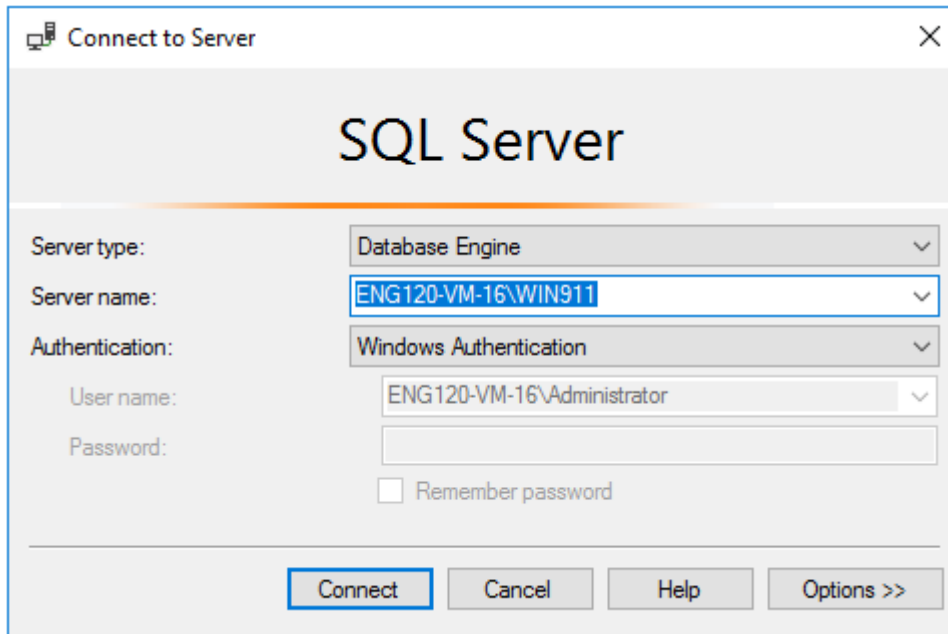 Connect to Server
SQL Server
Server type: Database Engine
Server name: ENG120-VM-16\WIN911
Authentication: Windows Authentication
User name: ENG120-VM-16\Administrator
Password:
Remember password
Connect Cancel Help Options >>